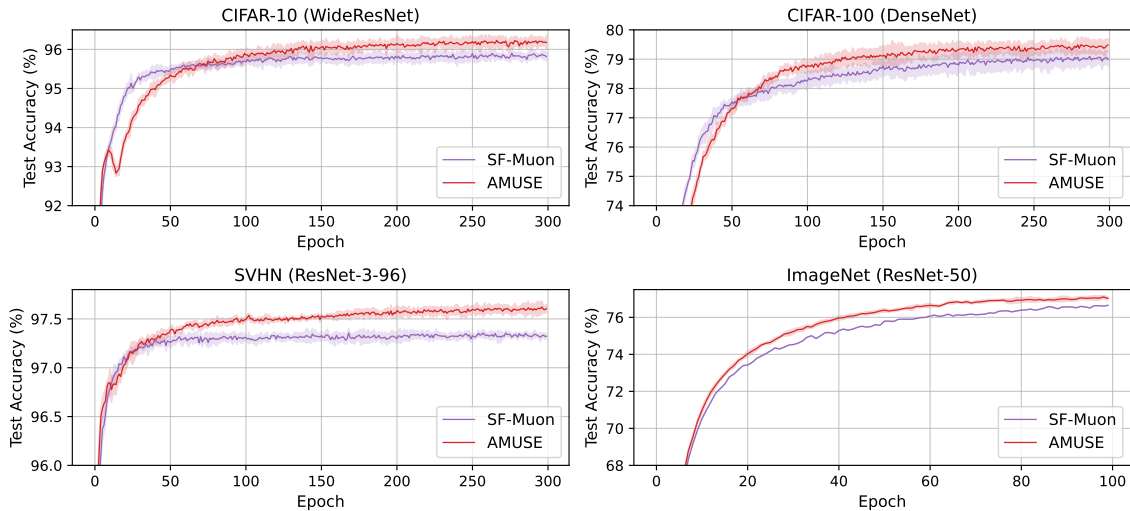 CIFAR-10 (WideResNet)
Test Accuracy (%)
96
95
94
93
92
0
50
100
150
200
250
300
Epoch
SF-Muon
AMUSE
CIFAR-100 (DenseNet)
Test Accuracy (%)
80
79
78
77
76
75
74
0
50
100
150
200
250
300
Epoch
SF-Muon
AMUSE
SVHN (ResNet-3-96)
Test Accuracy (%)
97.5
97.0
96.5
96.0
0
50
100
150
200
250
300
Epoch
SF-Muon
AMUSE
ImageNet (ResNet-50)
Test Accuracy (%)
76
74
72
70
68
0
20
40
60
80
100
Epoch
SF-Muon
AMUSE